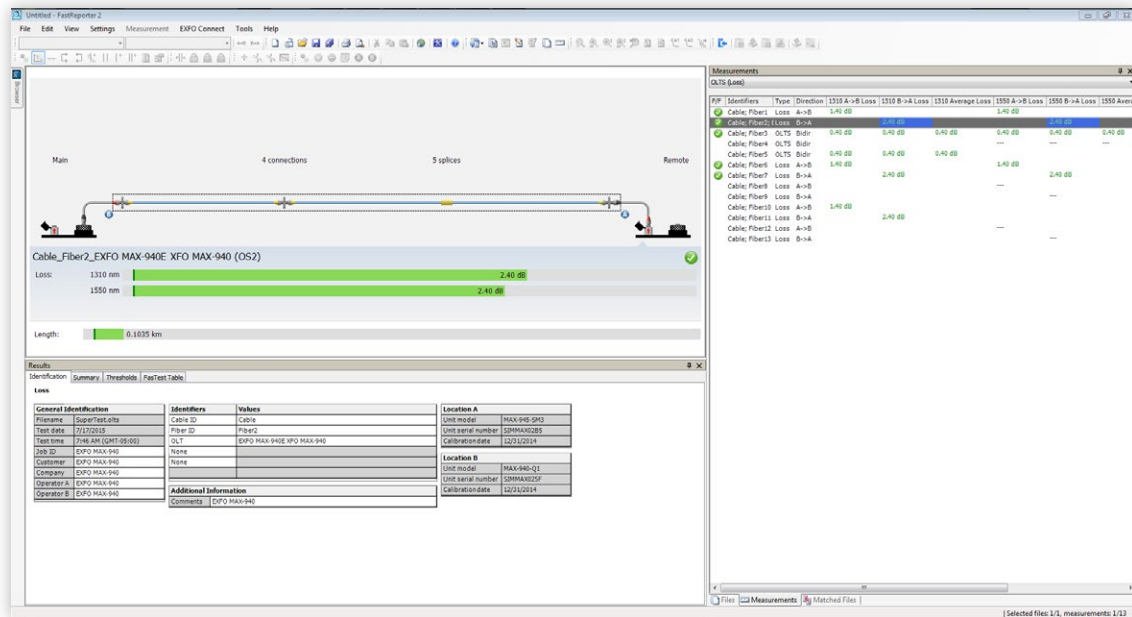 Untitled - FastReporter 2
File Edit View Settings Measurement EXFO Connect Tools Help
Browser
Main 4 connections 5 splices Remote
B A
Cable_Fiber2_EXFO MAX-940E XFO MAX-940 (OS2)
Loss: 1310 nm 2.40 dB
1550 nm 2.40 dB
Length: 0.1035 km
Results
Identification Summary Thresholds FasTest Table
Loss
General Identification
Filename SuperTest.olts
Test date 7/17/2015
Test time 7:46 AM (GMT-05:00)
Job ID EXFO MAX-940
Customer EXFO MAX-940
Company EXFO MAX-940
Operator A EXFO MAX-940
Operator B EXFO MAX-940
Identifiers Values
Cable ID Cable
Fiber ID Fiber2
OLT EXFO MAX-940E XFO MAX-940
None
None
Additional Information
Comments EXFO MAX-940
Location A
Unit model MAX-945-SM3
Unit serial number
Calibration date 12/31/2014
Location B
Unit model MAX-940-Q1
Unit serial number
Calibration date 12/31/2014
Measurements
OLTS (Loss)
P/F Identifiers Type Direction 1310 A->B Loss 1310 B->A Loss 1310 Average Loss 1550 A->B Loss 1550 B->A Loss 1550 Avera
Cable; Fiber1 Loss A->B 1.40 dB 1.40 dB
Cable; Fiber2; Loss B->A 2.40 dB 2.40 dB
Cable; Fiber3 OLTS Bidir 0.40 dB 0.40 dB 0.40 dB 0.40 dB 0.40 dB 0.40 dB
Cable; Fiber4 OLTS Bidir --- --- ---
Cable; Fiber5 OLTS Bidir 0.40 dB 0.40 dB 0.40 dB
Cable; Fiber6 Loss A->B 1.40 dB 1.40 dB
Cable; Fiber7 Loss B->A 2.40 dB 2.40 dB
Cable; Fiber8 Loss A->B ---
Cable; Fiber9 Loss B->A ---
Cable; Fiber10 Loss A->B 1.40 dB
Cable; Fiber11 Loss B->A 2.40 dB
Cable; Fiber12 Loss A->B ---
Cable; Fiber13 Loss B->A ---
Files Measurements Matched Files
Selected files: 1/1, measurements: 1/13